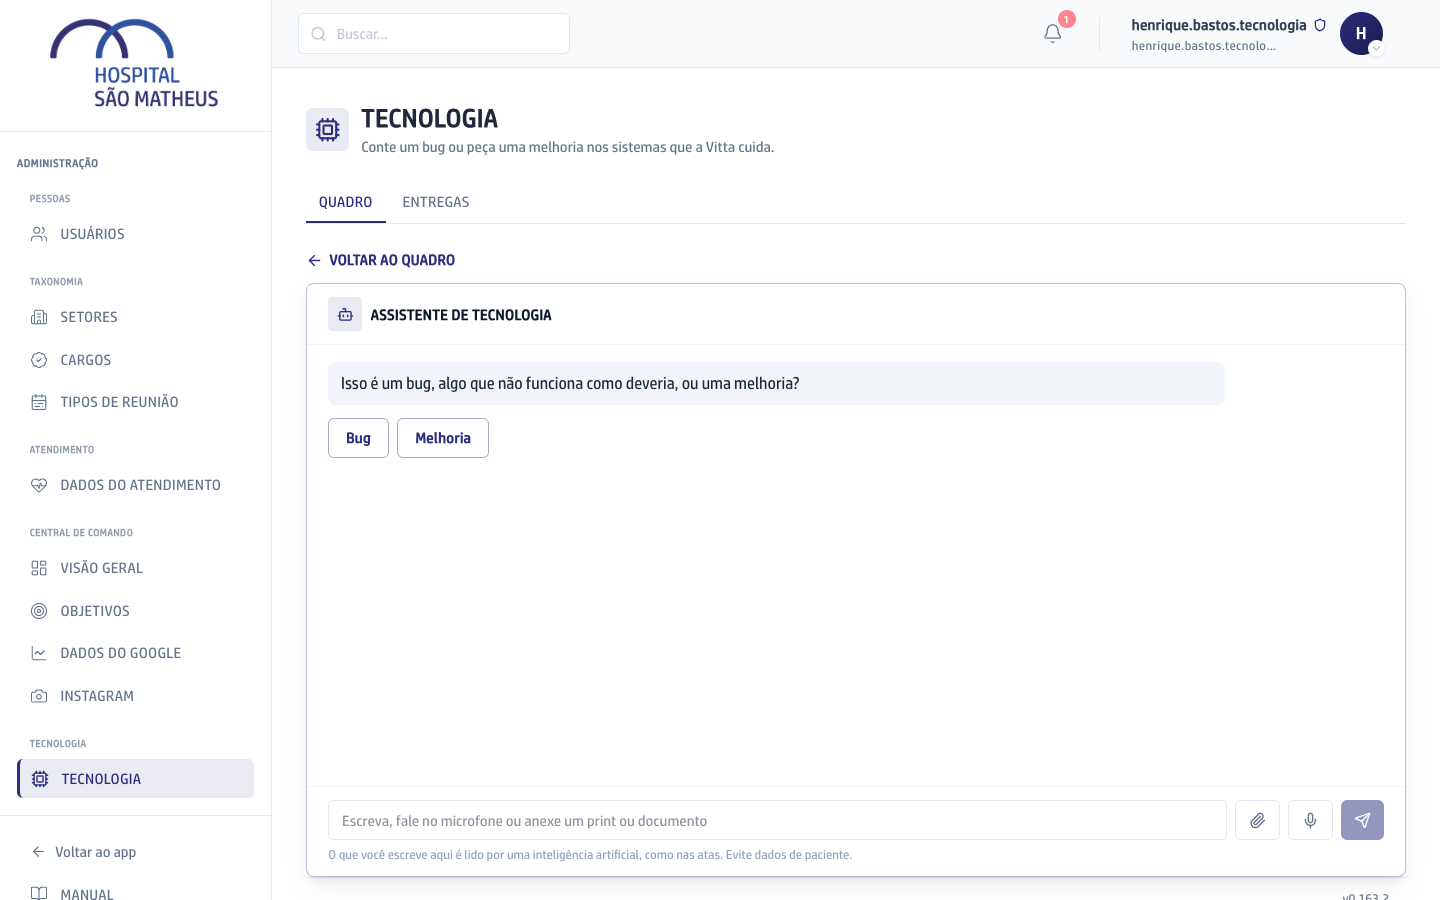 HOSPITAL
SÃO MATHEUS
Buscar...
1
henrique.bastos.tecnologia
henrique.bastos.tecnolo...
H
ADMINISTRAÇÃO
PESSOAS
USUÁRIOS
TAXONOMIA
SETORES
CARGOS
TIPOS DE REUNIÃO
ATENDIMENTO
DADOS DO ATENDIMENTO
CENTRAL DE COMANDO
VISÃO GERAL
OBJETIVOS
DADOS DO GOOGLE
INSTAGRAM
TECNOLOGIA
TECNOLOGIA
Voltar ao app
MANUAL
TECNOLOGIA
Conte um bug ou peça uma melhoria nos sistemas que a Vitta cuida.
QUADRO
ENTREGAS
VOLTAR AO QUADRO
ASSISTENTE DE TECNOLOGIA
Isso é um bug, algo que não funciona como deveria, ou uma melhoria?
Bug
Melhoria
Escreva, fale no microfone ou anexe um print ou documento
O que você escreve aqui é lido por uma inteligência artificial, como nas atas. Evite dados de paciente.
v0.163.2